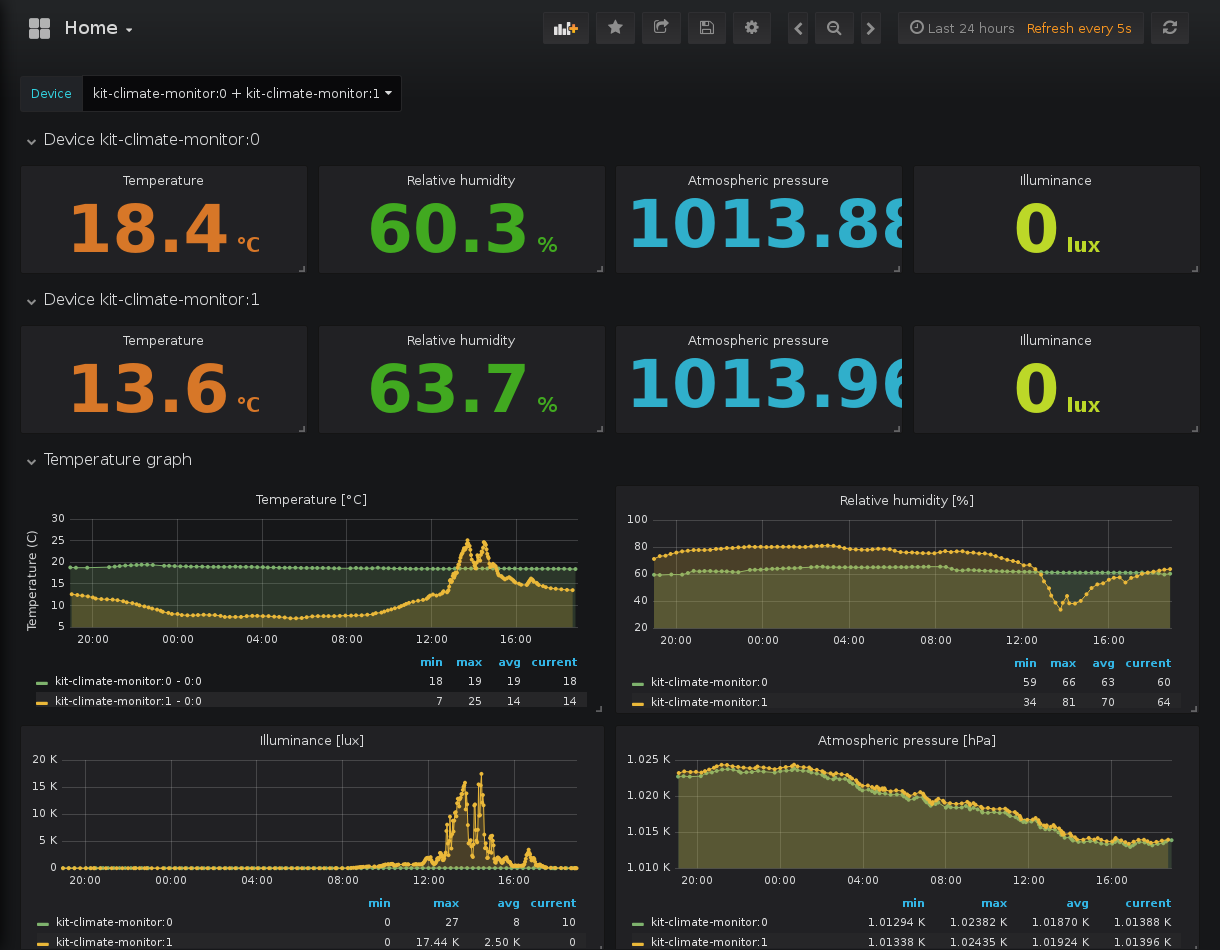 Home
Last 24 hours Refresh every 5s
Device kit-climate-monitor:0 + kit-climate-monitor:1
Device kit-climate-monitor:0
Temperature Relative humidity Atmospheric pressure Illuminance
18.4 °C 60.3 % 1013.88 0 lux
Device kit-climate-monitor:1
Temperature Relative humidity Atmospheric pressure Illuminance
13.6 °C 63.7 % 1013.96 0 lux
Temperature graph
Temperature [°C]
Temperature (C)
30
25
20
15
10
5
20:00 00:00 04:00 08:00 12:00 16:00
min max avg current
kit-climate-monitor:0 - 0:0 18 19 19 18
kit-climate-monitor:1 - 0:0 7 25 14 14
Relative humidity [%]
100
80
60
40
20
20:00 00:00 04:00 08:00 12:00 16:00
min max avg current
kit-climate-monitor:0 59 66 63 60
kit-climate-monitor:1 34 81 70 64
Illuminance [lux]
20 K
15 K
10 K
5 K
0
20:00 00:00 04:00 08:00 12:00 16:00
min max avg current
kit-climate-monitor:0 0 27 8 10
kit-climate-monitor:1 0 17.44 K 2.50 K 0
Atmospheric pressure [hPa]
1.025 K
1.020 K
1.015 K
1.010 K
20:00 00:00 04:00 08:00 12:00 16:00
min max avg current
kit-climate-monitor:0 1.01294 K 1.02382 K 1.01870 K 1.01388 K
kit-climate-monitor:1 1.01338 K 1.02435 K 1.01924 K 1.01396 K